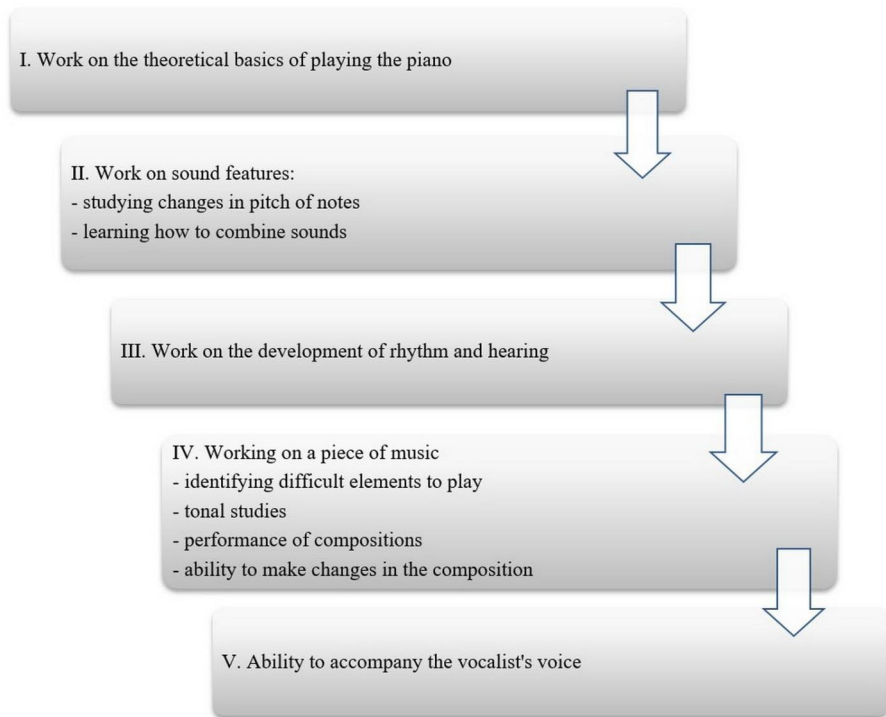 I. Work on the theoretical basics of playing the piano
II. Work on sound features:
- studying changes in pitch of notes
- learning how to combine sounds
III. Work on the development of rhythm and hearing
IV. Working on a piece of music
- identifying difficult elements to play
- tonal studies
- performance of compositions
- ability to make changes in the composition
V. Ability to accompany the vocalist's voice